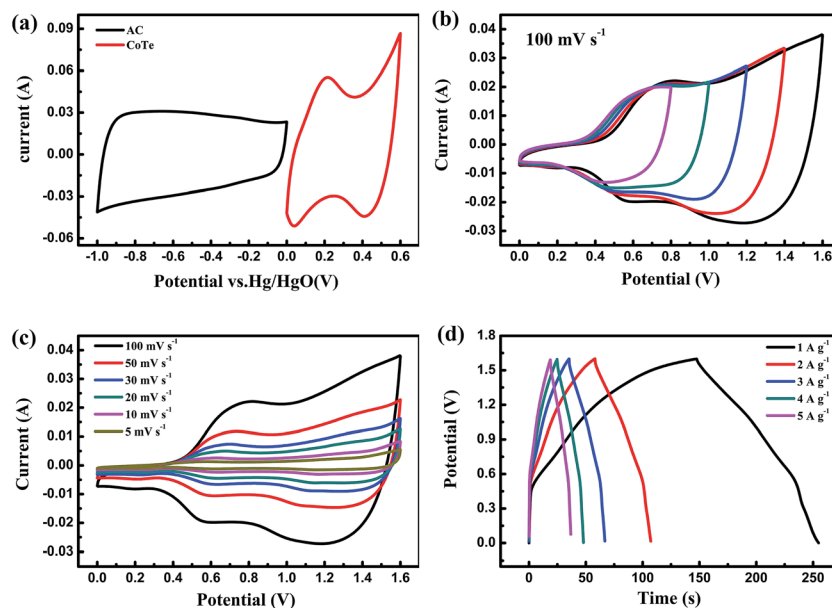 (a)
AC
CoTe
0.09
0.06
0.03
0.00
-0.03
-0.06
current (A)
-1.0 -0.8 -0.6 -0.4 -0.2 0.0 0.2 0.4 0.6
Potential vs.Hg/HgO(V)
(b)
100 mV s-1
0.04
0.03
0.02
0.01
0.00
-0.01
-0.02
-0.03
Current (A)
0.0 0.2 0.4 0.6 0.8 1.0 1.2 1.4 1.6
Potential (V)
(c)
100 mV s-1
50 mV s-1
30 mV s-1
20 mV s-1
10 mV s-1
5 mV s-1
0.04
0.03
0.02
0.01
0.00
-0.01
-0.02
-0.03
Current (A)
0.0 0.2 0.4 0.6 0.8 1.0 1.2 1.4 1.6
Potential (V)
(d)
1 A g-1
2 A g-1
3 A g-1
4 A g-1
5 A g-1
1.8
1.5
1.2
0.9
0.6
0.3
0.0
Potential (V)
0 50 100 150 200 250
Time (s)